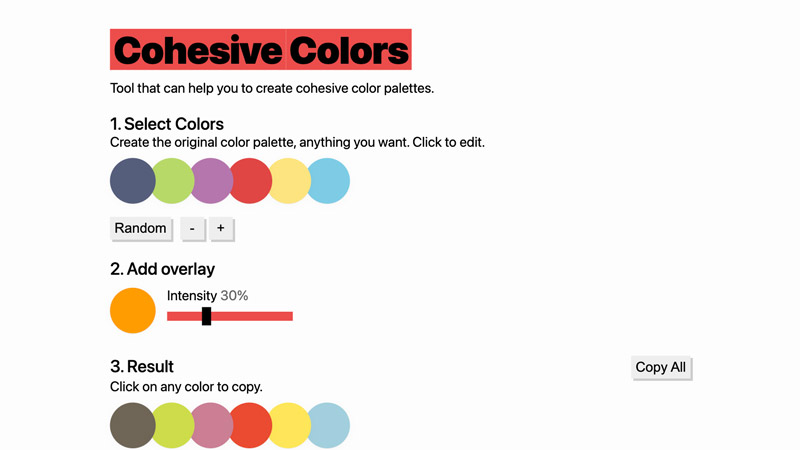 Cohesive Colors
Tool that can help you to create cohesive color palettes.
1. Select Colors
Create the original color palette, anything you want. Click to edit.
Random - +
2. Add overlay
Intensity 30%
3. Result
Copy All
Click on any color to copy.